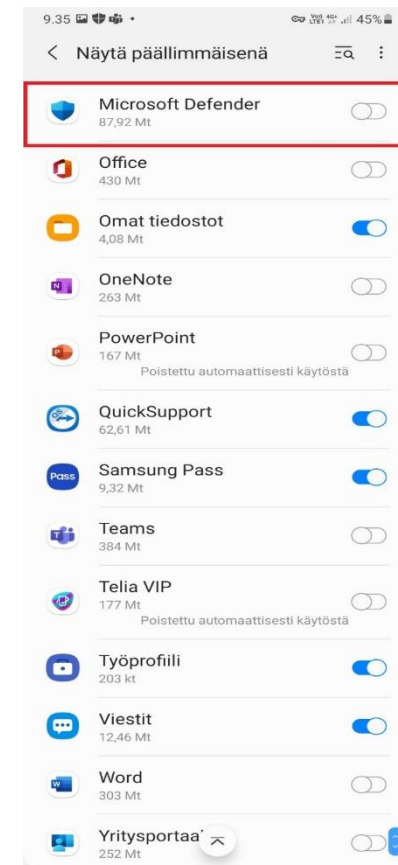 9.35 45%
Näytä päällimmäisenä
Microsoft Defender
87,92 Mt
Office
430 Mt
Omat tiedostot
4,08 Mt
OneNote
263 Mt
PowerPoint
167 Mt
Poistettu automaattisesti käytöstä
QuickSupport
62,61 Mt
Pass
Samsung Pass
9,32 Mt
Teams
384 Mt
Telia VIP
177 Mt
Poistettu automaattisesti käytöstä
Työprofiili
203 kt
Viestit
12,46 Mt
Word
303 Mt
Yritysportaa
252 Mt